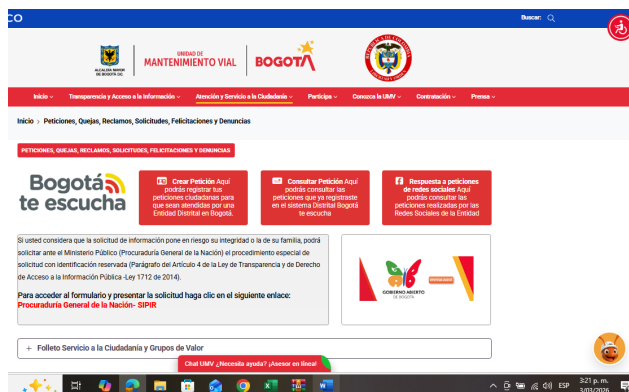 CO
Buscar:
ALCALDÍA MAYOR
DE BOGOTÁ D.C.
UNIDAD DE
MANTENIMIENTO VIAL
BOGOTÁ
Inicio
Transparencia y Acceso a la Información
Atención y Servicio a la Ciudadanía
Participa
Conozca la UMV
Contratación
Prensa
Inicio > Peticiones, Quejas, Reclamos, Solicitudes, Felicitaciones y Denuncias
PETICIONES, QUEJAS, RECLAMOS, SOLICITUDES, FELICITACIONES Y DENUNCIAS
Bogotá
te escucha
Crear Petición Aquí
podrás registrar tus
peticiones ciudadanas para
que sean atendidas por una
Entidad Distrital en Bogotá.
Consultar Petición Aquí
podrás consultar las
peticiones que ya registraste
en el sistema Distrital Bogotá
te escucha
Respuesta a peticiones
de redes sociales Aquí
podrás consultar las
peticiones realizadas por las
Redes Sociales de la Entidad
Si usted considera que la solicitud de información pone en riesgo su integridad o la de su familia, podrá
solicitar ante el Ministerio Público (Procuraduría General de la Nación) el procedimiento especial de
solicitud con identificación reservada (Parágrafo del Artículo 4 de la Ley de Transparencia y de Derecho
de Acceso a la Información Pública -Ley 1712 de 2014).
Para acceder al formulario y presentar la solicitud haga clic en el siguiente enlace:
Procuraduría General de la Nación- SIPIR
GOBIERNO ABIERTO
DE BOGOTÁ
+ Folleto Servicio a la Ciudadanía y Grupos de
Valor
Chat UMV ¿Necesita ayuda? ¡Asesor en línea!
ESP
3:21 p. m.
3/03/2026